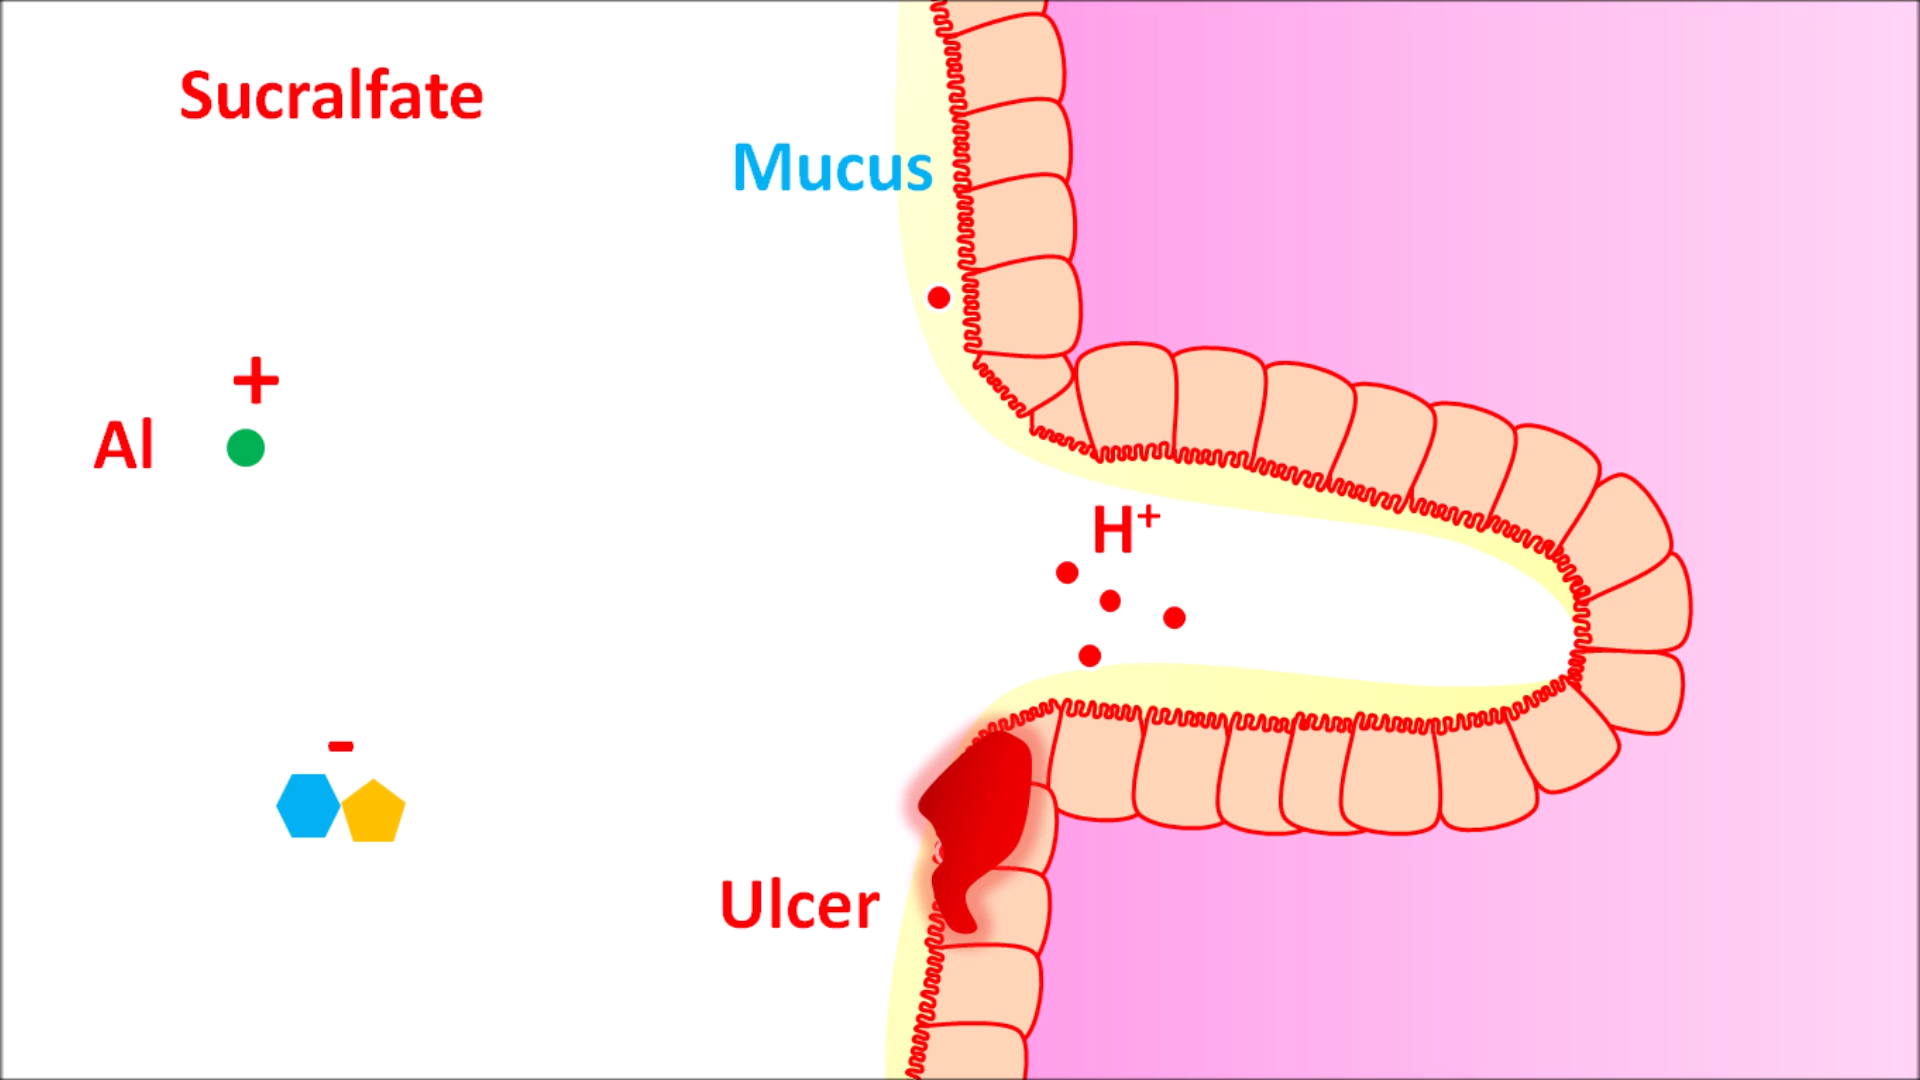 Sucralfate
Mucus
+
Al
H⁺
-
Ulcer